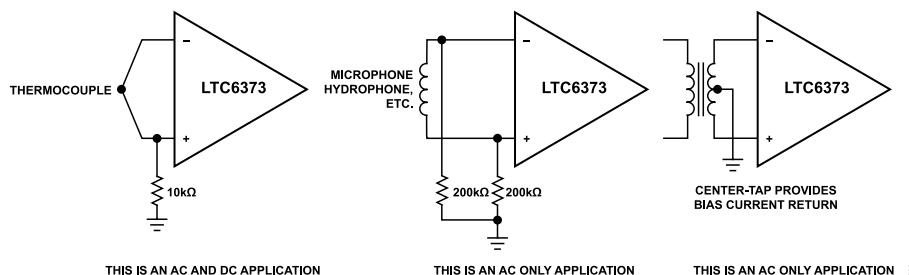 THERMOCOUPLE
–
+
LTC6373
10kΩ
THIS IS AN AC AND DC APPLICATION
MICROPHONE
HYDROPHONE,
ETC.
–
+
LTC6373
200kΩ
200kΩ
THIS IS AN AC ONLY APPLICATION
–
+
LTC6373
CENTER-TAP PROVIDES
BIAS CURRENT RETURN
THIS IS AN AC ONLY APPLICATION